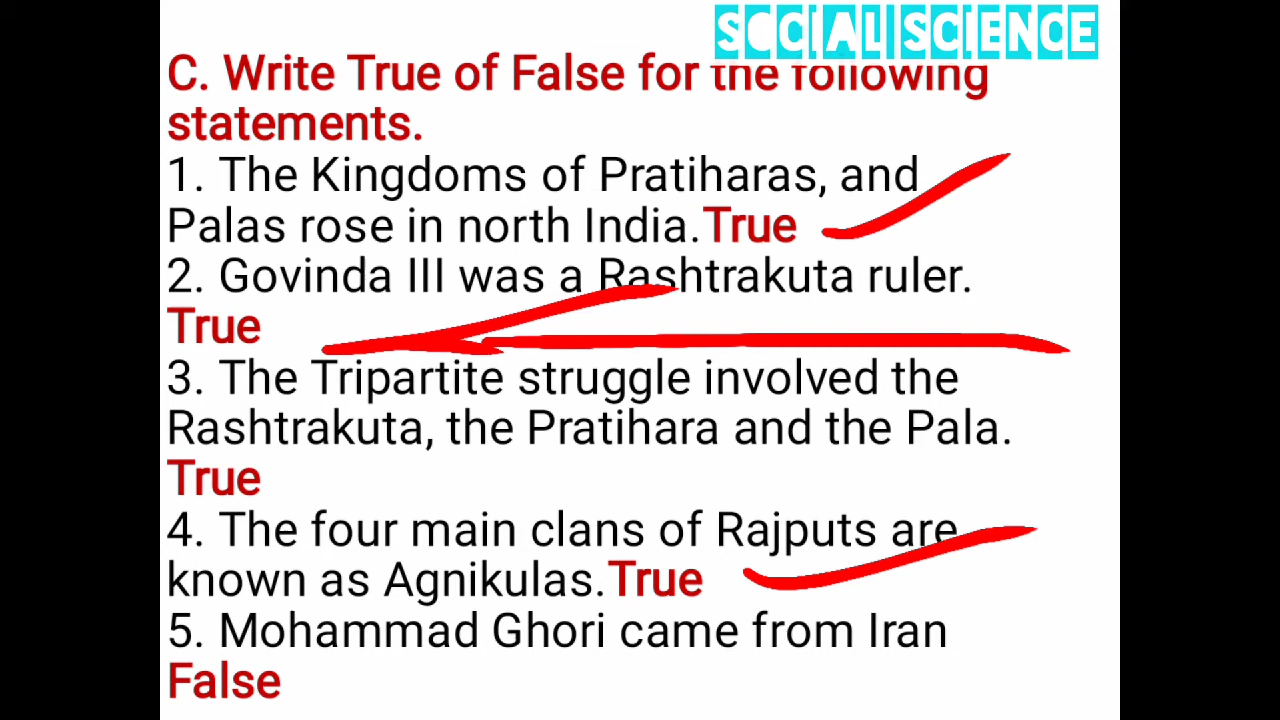 SOCIAL SCIENCE
C. Write True of False for the following
statements.
1. The Kingdoms of Pratiharas, and
Palas rose in north India.True
2. Govinda III was a Rashtrakuta ruler.
True
3. The Tripartite struggle involved the
Rashtrakuta, the Pratihara and the Pala.
True
4. The four main clans of Rajputs are
known as Agnikulas.True
5. Mohammad Ghori came from Iran
False